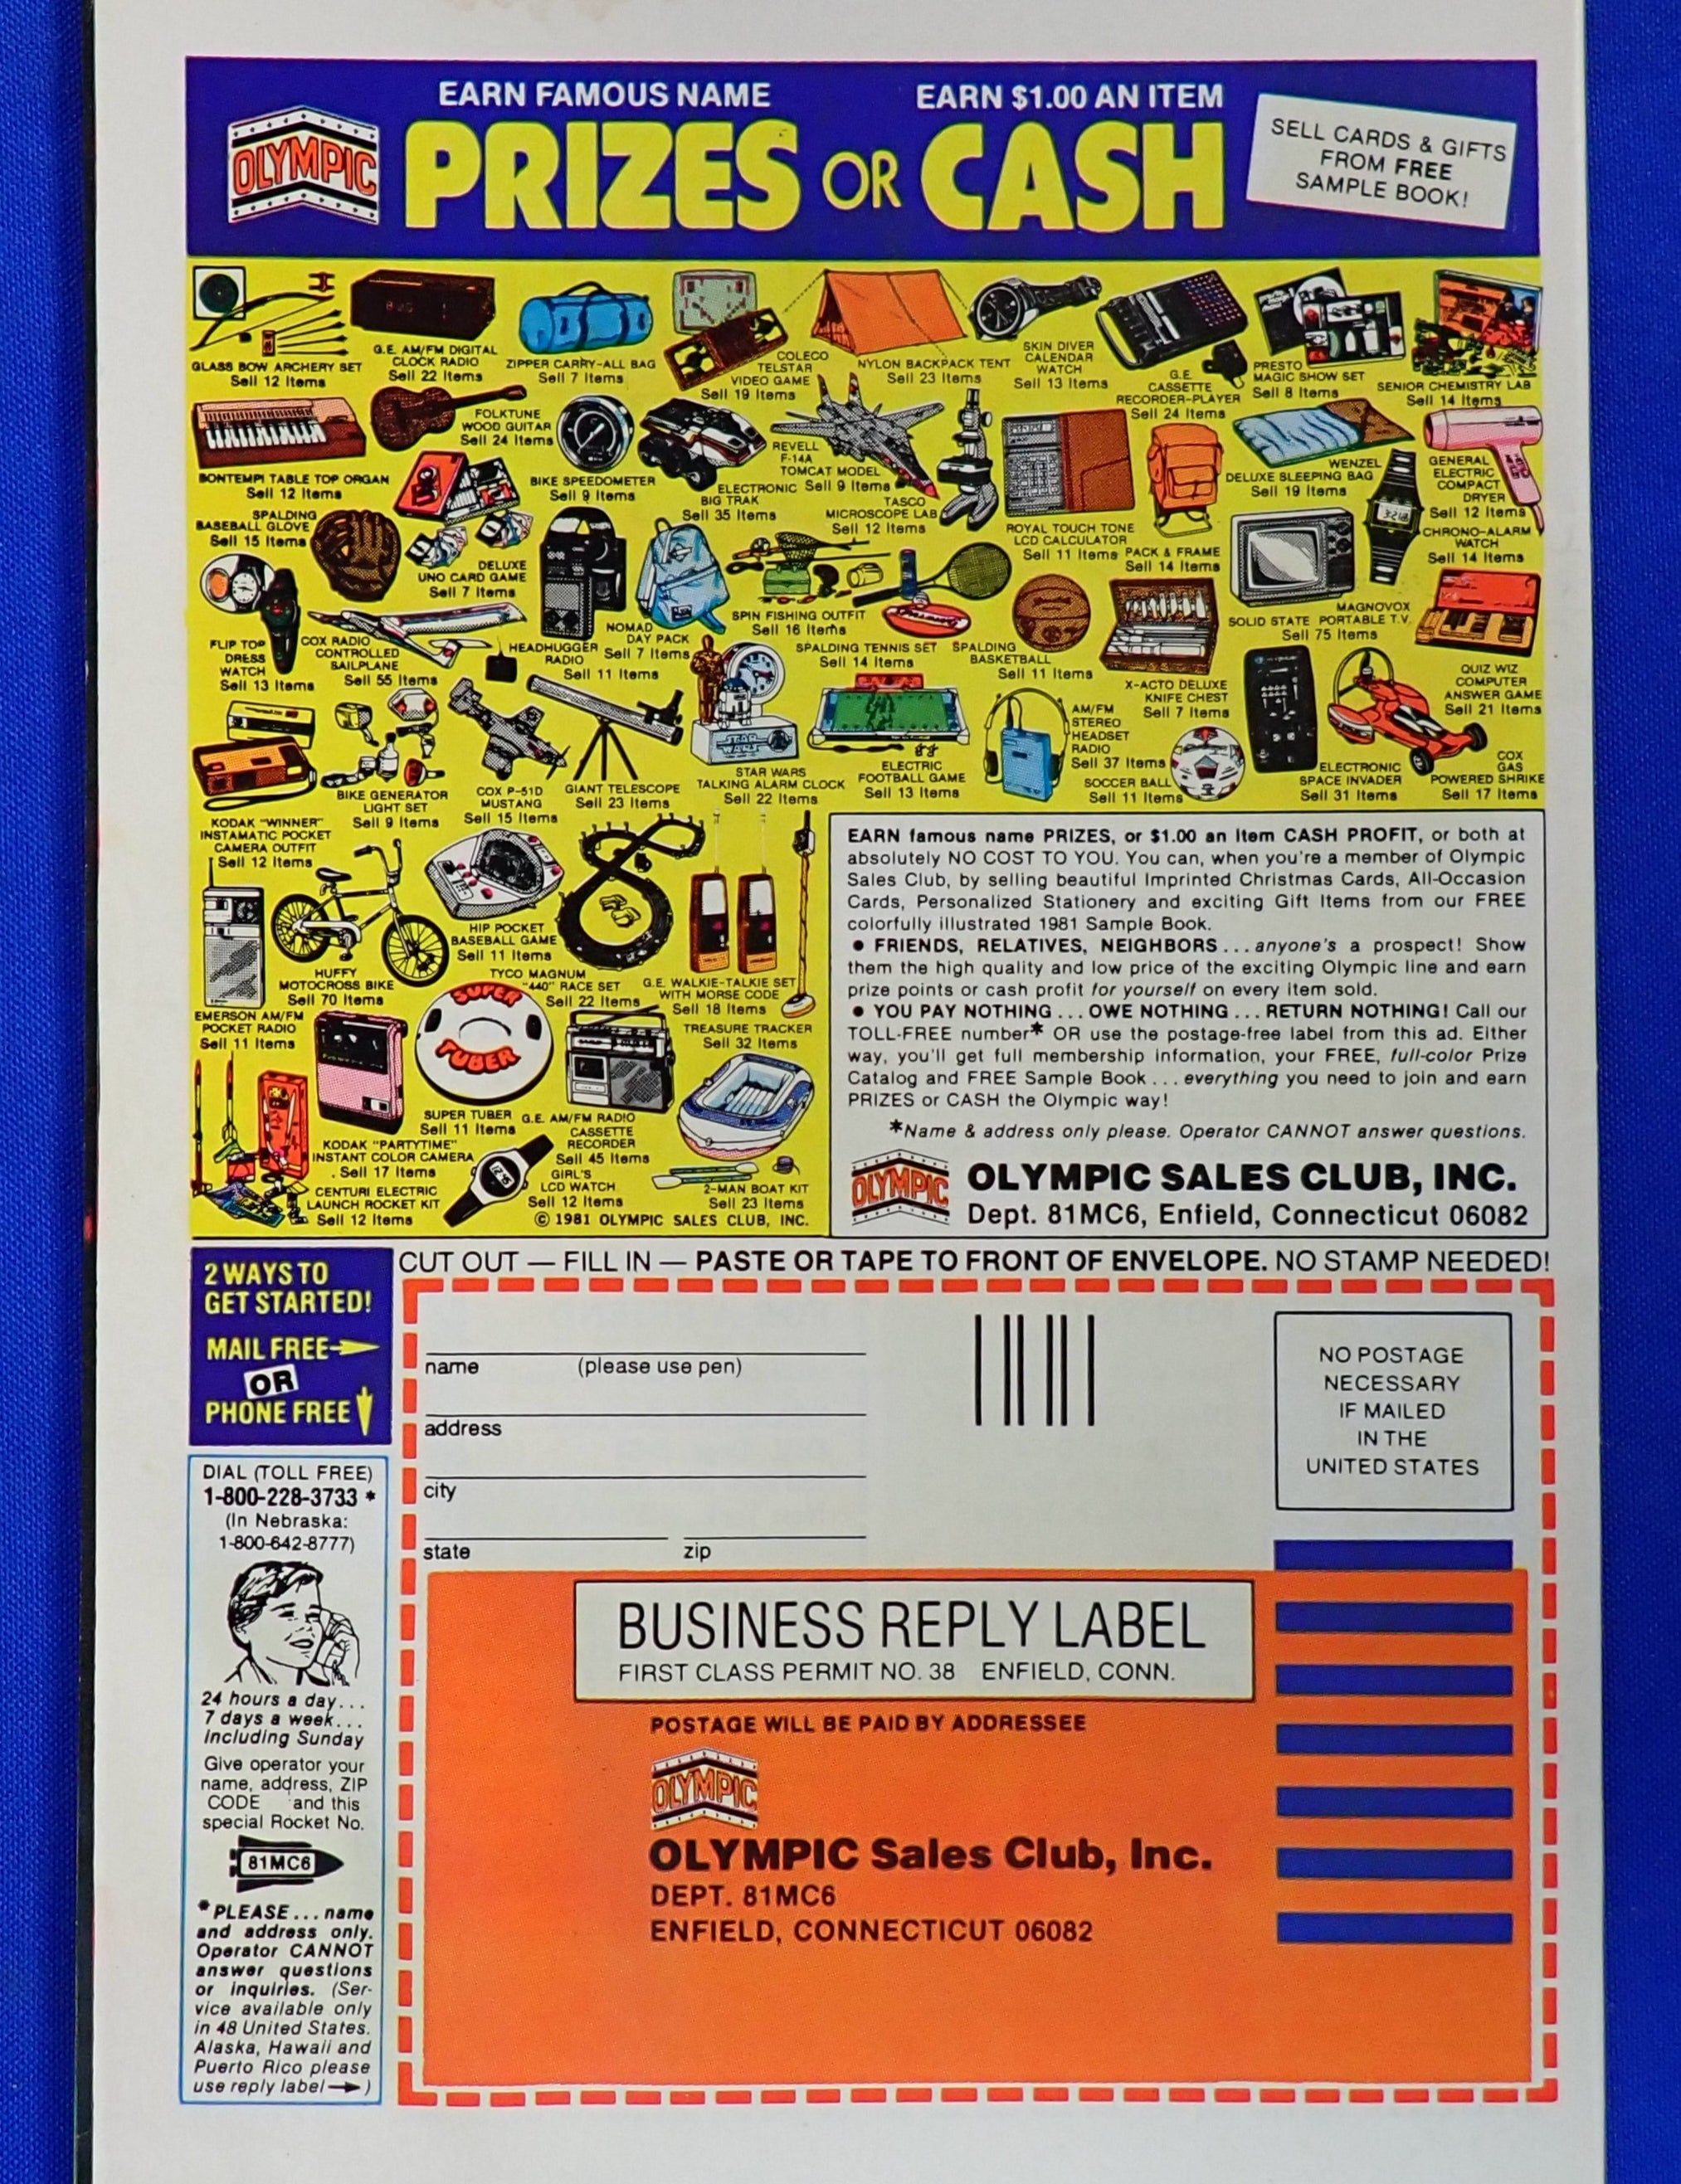 EARN FAMOUS NAME
PRIZES OR CASH
EARN $1.00 AN ITEM
OLYMPIC
SELL CARDS & GIFTS
FROM FREE
SAMPLE BOOK!
GLASS BOW ARCHERY SET
Sell 12 Items
G.E. AM/FM DIGITAL
CLOCK RADIO
Sell 22 Items
ZIPPER CARRY-ALL BAG
Sell 7 Items
COLECO
TELSTAR
VIDEO GAME
Sell 19 Items
NYLON BACKPACK TENT
Sell 23 Items
SKIN DIVER
CALENDAR
WATCH
Sell 13 Items
G.E.
CASSETTE
RECORDER-PLAYER
Sell 24 Items
PRESTO
MAGIC SHOW SET
Sell 8 Items
SENIOR CHEMISTRY LAB
Sell 14 Items
BONTEMPI TABLE TOP ORGAN
Sell 12 Items
FOLKTUNE
WOOD GUITAR
Sell 24 Items
BIKE SPEEDOMETER
Sell 9 Items
ELECTRONIC
BIG TRAK
Sell 35 Items
REVELL
F-14A
TOMCAT MODEL
Sell 9 Items
TASCO
MICROSCOPE LAB
Sell 12 Items
ROYAL TOUCH TONE
LCD CALCULATOR
Sell 11 Items
PACK & FRAME
Sell 14 Items
WENZEL
DELUXE SLEEPING BAG
Sell 19 Items
GENERAL
ELECTRIC
COMPACT
DRYER
Sell 12 Items
CHRONO-ALARM
WATCH
Sell 14 Items
SPALDING
BASEBALL GLOVE
Sell 15 Items
DELUXE
UNO CARD GAME
Sell 7 Items
FLIP TOP
DRESS
WATCH
Sell 13 Items
COX RADIO
CONTROLLED
SAILPLANE
Sell 55 Items
HEADHUGGER
RADIO
Sell 11 Items
NOMAD
DAY PACK
Sell 7 Items
SPIN FISHING OUTFIT
Sell 16 Items
SPALDING TENNIS SET
Sell 14 Items
SPALDING
BASKETBALL
Sell 11 Items
X-ACTO DELUXE
KNIFE CHEST
Sell 7 Items
MAGNOVOX
SOLID STATE PORTABLE T.V.
Sell 75 Items
QUIZ WIZ
COMPUTER
ANSWER GAME
Sell 21 Items
KODAK "WINNER"
INSTAMATIC POCKET
CAMERA OUTFIT
Sell 12 Items
BIKE GENERATOR
LIGHT SET
Sell 9 Items
COX P-51D
MUSTANG
Sell 15 Items
GIANT TELESCOPE
Sell 23 Items
STAR WARS
STAR WARS
TALKING ALARM CLOCK
Sell 22 Items
ELECTRIC
FOOTBALL GAME
Sell 13 Items
AM/FM
STEREO
HEADSET
RADIO
Sell 37 Items
SOCCER BALL
Sell 11 Items
ELECTRONIC
SPACE INVADER
Sell 31 Items
COX
GAS
POWERED SHRIKE
Sell 17 Items
EMERSON AM/FM
POCKET RADIO
Sell 11 Items
HUFFY
MOTOCROSS BIKE
Sell 70 Items
HIP POCKET
BASEBALL GAME
Sell 11 Items
TYCO MAGNUM
"440" RACE SET
Sell 22 Items
G.E. WALKIE-TALKIE SET
WITH MORSE CODE
Sell 18 Items
TREASURE TRACKER
Sell 32 Items
SUPER
TUBER
SUPER TUBER
Sell 11 Items
KODAK "PARTYTIME"
INSTANT COLOR CAMERA
Sell 17 Items
G.E. AM/FM RADIO
CASSETTE
RECORDER
Sell 45 Items
CENTURI ELECTRIC
LAUNCH ROCKET KIT
Sell 12 Items
GIRL'S
LCD WATCH
Sell 12 Items
2-MAN BOAT KIT
Sell 23 Items
© 1981 OLYMPIC SALES CLUB, INC.
EARN famous name PRIZES, or $1.00 an Item CASH PROFIT, or both at
absolutely NO COST TO YOU. You can, when you're a member of Olympic
Sales Club, by selling beautiful Imprinted Christmas Cards, All-Occasion
Cards, Personalized Stationery and exciting Gift Items from our FREE
colorfully illustrated 1981 Sample Book.
• FRIENDS, RELATIVES, NEIGHBORS... anyone's a prospect! Show
them the high quality and low price of the exciting Olympic line and earn
prize points or cash profit for yourself on every item sold.
• YOU PAY NOTHING... OWE NOTHING... RETURN NOTHING! Call our
TOLL-FREE number* OR use the postage-free label from this ad. Either
way, you'll get full membership information, your FREE, full-color Prize
Catalog and FREE Sample Book... everything you need to join and earn
PRIZES or CASH the Olympic way!
*Name & address only please. Operator CANNOT answer questions.
OLYMPIC
OLYMPIC SALES CLUB, INC.
Dept. 81MC6, Enfield, Connecticut 06082
2 WAYS TO
GET STARTED!
MAIL FREE
OR
PHONE FREE
CUT OUT — FILL IN — PASTE OR TAPE TO FRONT OF ENVELOPE. NO STAMP NEEDED!
name (please use pen)
address
city
state zip
NO POSTAGE
NECESSARY
IF MAILED
IN THE
UNITED STATES
DIAL (TOLL FREE)
1-800-228-3733 *
(In Nebraska:
1-800-642-8777)
24 hours a day...
7 days a week...
including Sunday
Give operator your
name, address, ZIP
CODE and this
special Rocket No.
81MC6
*PLEASE... name
and address only.
Operator CANNOT
answer questions
or inquiries. (Ser-
vice available only
in 48 United States.
Alaska, Hawaii and
Puerto Rico please
use reply label →)
BUSINESS REPLY LABEL
FIRST CLASS PERMIT NO. 38 ENFIELD, CONN.
POSTAGE WILL BE PAID BY ADDRESSEE
OLYMPIC
OLYMPIC Sales Club, Inc.
DEPT. 81MC6
ENFIELD, CONNECTICUT 06082